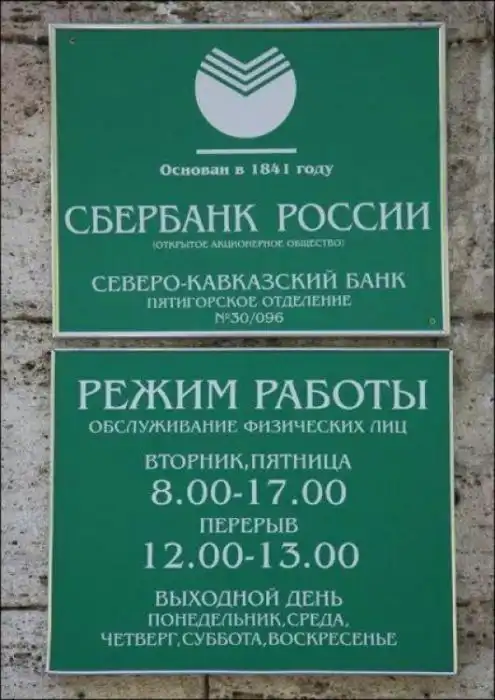 Основан в 1841 году
СБЕРБАНК РОССИИ
(ОТКРЫТОЕ АКЦИОНЕРНОЕ ОБЩЕСТВО)
СЕВЕРО-КАВКАЗСКИЙ БАНК
ПЯТИГОРСКОЕ ОТДЕЛЕНИЕ
№30/096
РЕЖИМ РАБОТЫ
ОБСЛУЖИВАНИЕ ФИЗИЧЕСКИХ ЛИЦ
ВТОРНИК,ПЯТНИЦА
8.00-17.00
ПЕРЕРЫВ
12.00-13.00
ВЫХОДНОЙ ДЕНЬ
ПОНЕДЕЛЬНИК,СРЕДА,
ЧЕТВЕРГ,СУББОТА,ВОСКРЕСЕНЬЕ